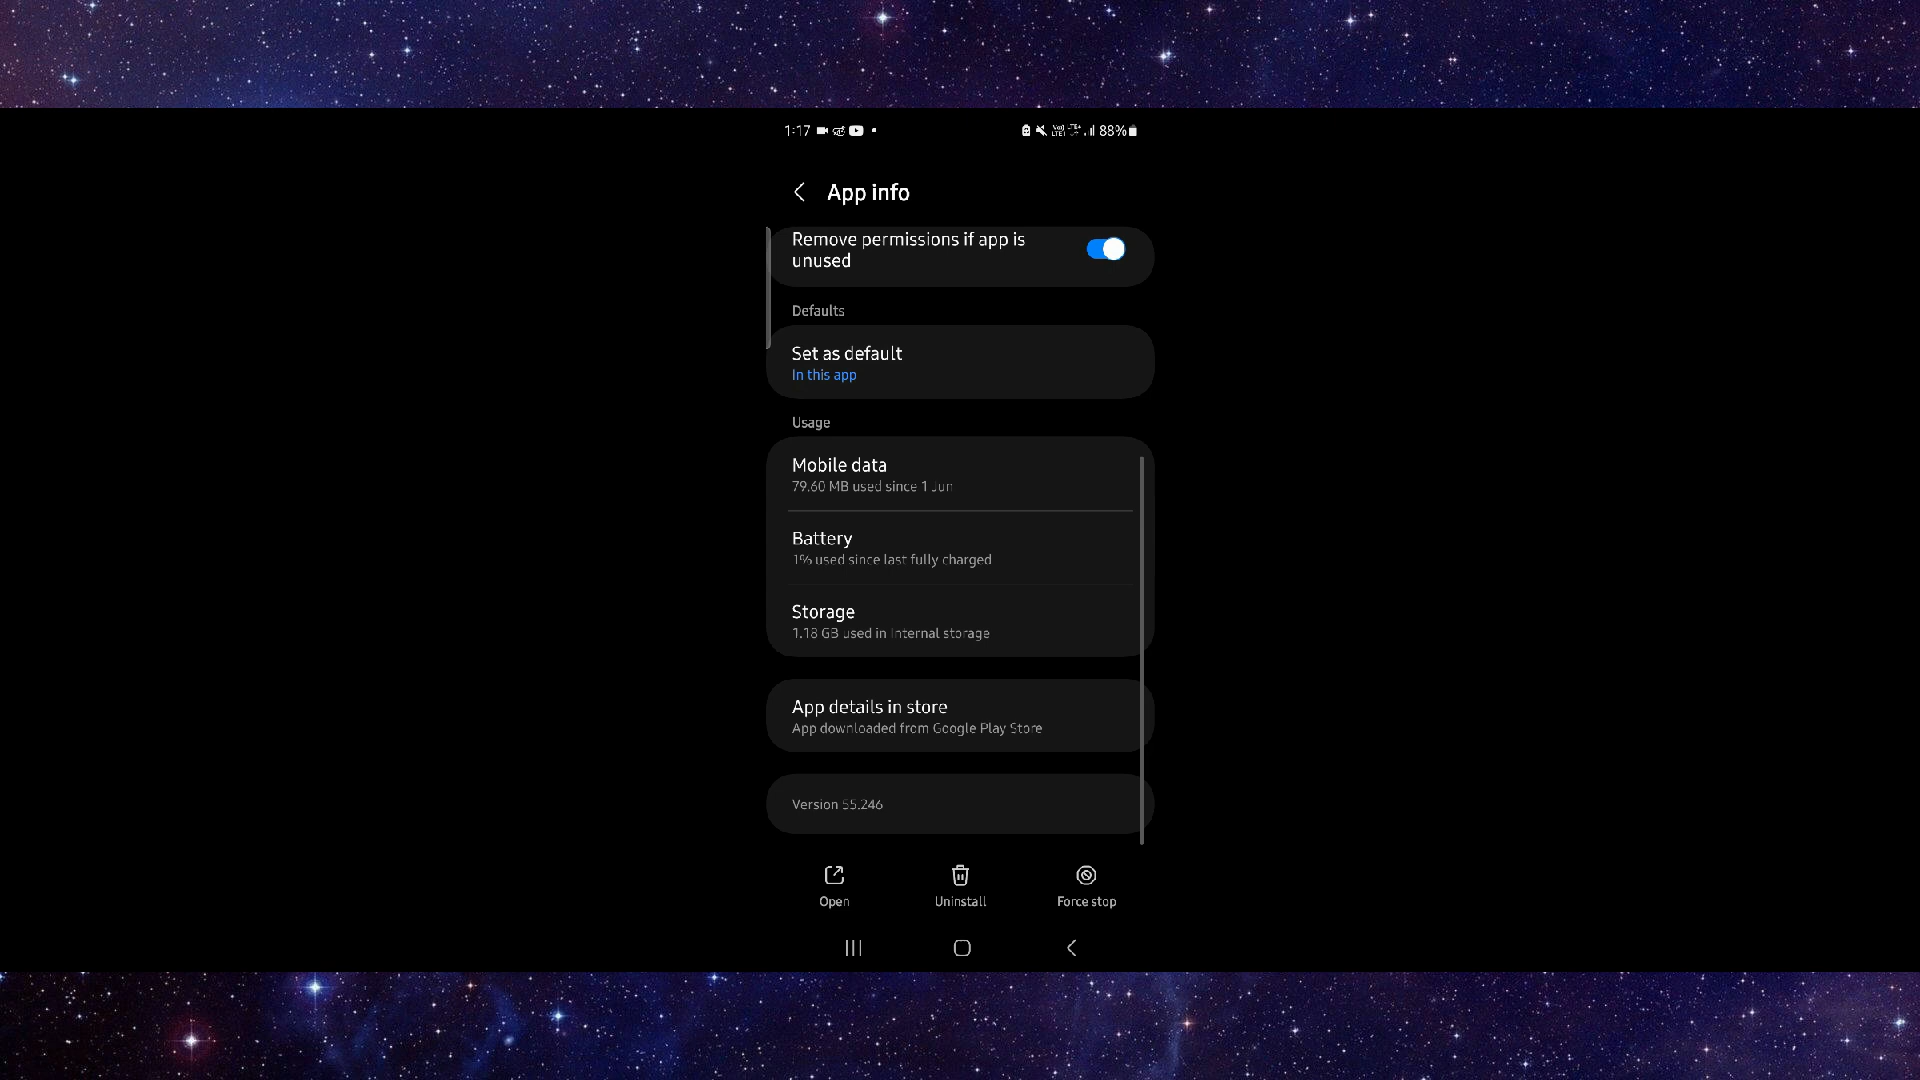 1:17
88%
App info
Remove permissions if app is
unused
Defaults
Set as default
In this app
Usage
Mobile data
79.60 MB used since 1 Jun
Battery
1% used since last fully charged
Storage
1.18 GB used in Internal storage
App details in store
App downloaded from Google Play Store
Version 55.246
Open Uninstall Force stop